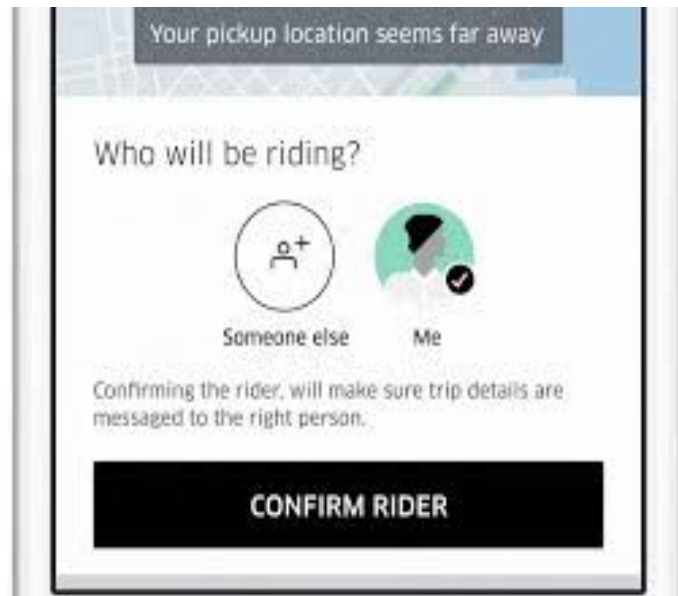 Your pickup location seems far away
Who will be riding?
Someone else
Me
Confirming the rider, will make sure trip details are
messaged to the right person.
CONFIRM RIDER